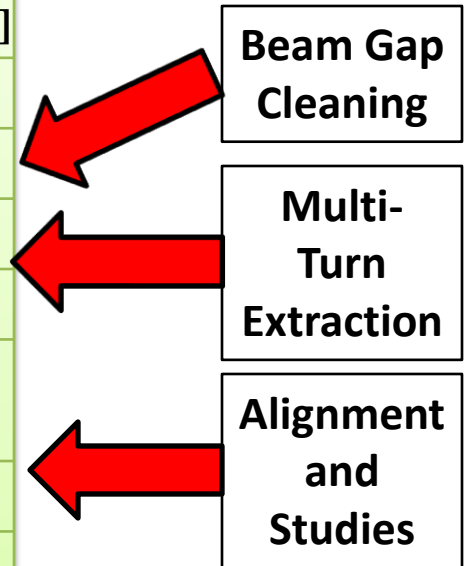 ]
Beam Gap
Cleaning
Multi-
Turn
Extraction
Alignment
and
Studies